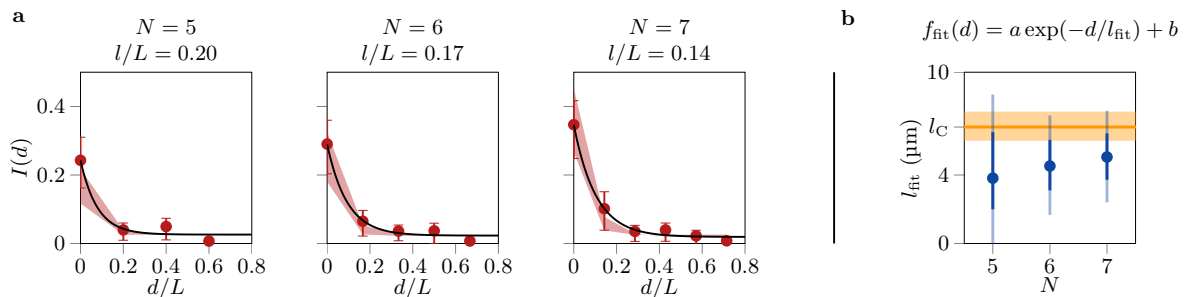 a
N = 5
l/L = 0.20
N = 6
l/L = 0.17
N = 7
l/L = 0.14
I(d)
0.4
0.2
0
0 0.2 0.4 0.6 0.8
d/L
0 0.2 0.4 0.6 0.8
d/L
0 0.2 0.4 0.6 0.8
d/L
b
f_fit(d) = a exp(−d/l_fit) + b
l_fit (μm)
10
l_C
4
0
5 6 7
N